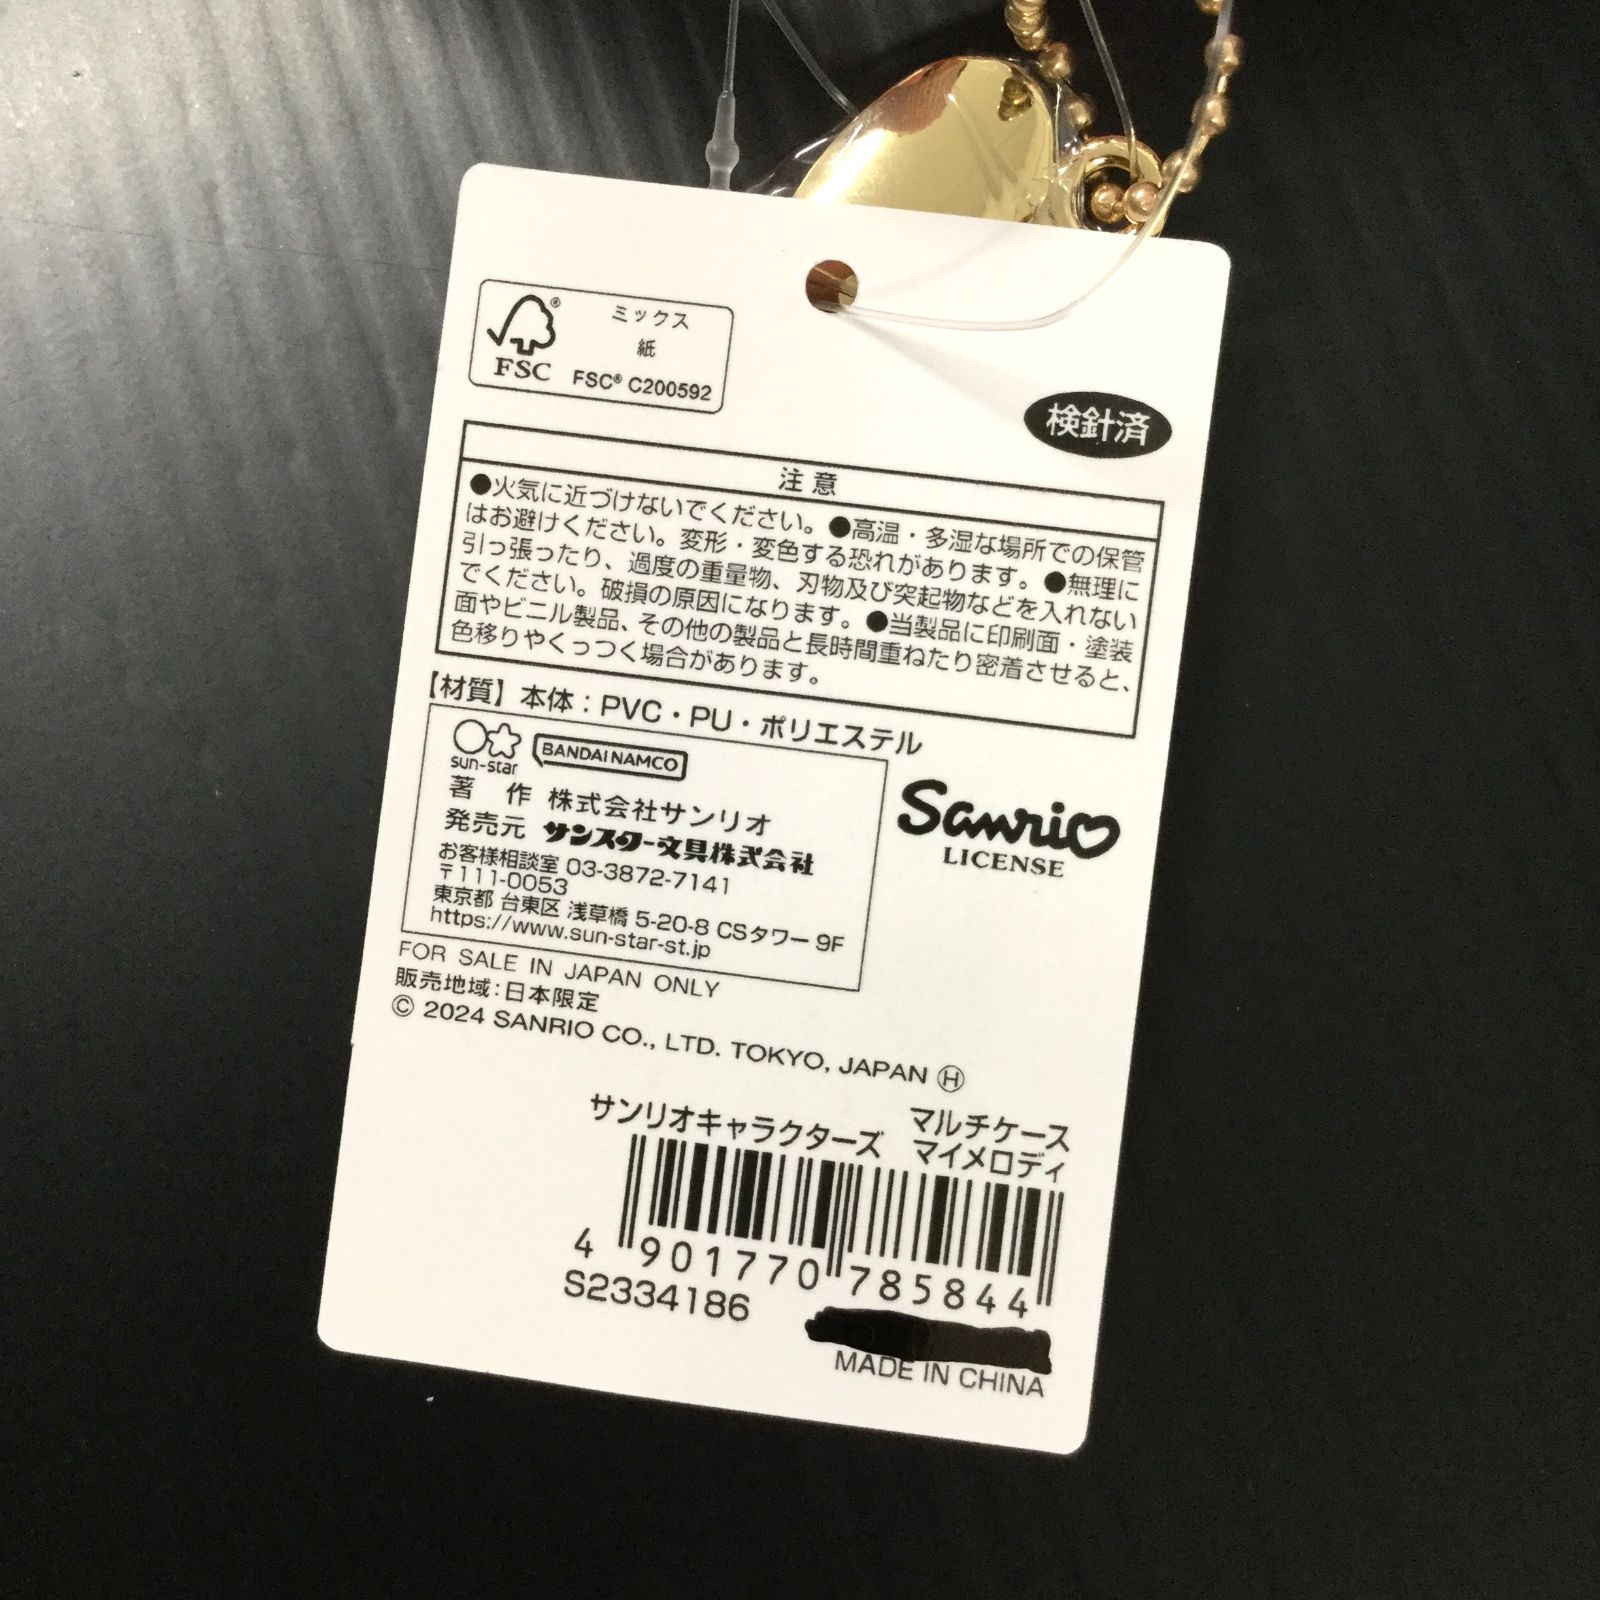 ミックス
紙
FSC® C200592
FSC
検針済
注意
●火気に近づけないでください。●高温・多湿な場所での保管
はお避けください。変形・変色する恐れがあります。●無理に
引っ張ったり、過度の重量物、刃物及び突起物などを入れない
でください。破損の原因になります。●当製品に印刷面・塗装
面やビニル製品、その他の製品と長時間重ねたり密着させると、
色移りやくっつく場合があります。
【材質】本体：PVC・PU・ポリエステル
sun-star
BANDAI NAMCO
著 作 株式会社サンリオ
発売元 サンスター文具株式会社
お客様相談室 03-3872-7141
〒111-0053
東京都 台東区 浅草橋 5-20-8 CSタワー 9F
https://www.sun-star-st.jp
Sanrio
LICENSE
FOR SALE IN JAPAN ONLY
販売地域：日本限定
© 2024 SANRIO CO., LTD. TOKYO, JAPAN Ⓗ
サンリオキャラクターズ マルチケース
マイメロディ
4 901770 785844
S2334186
MADE IN CHINA